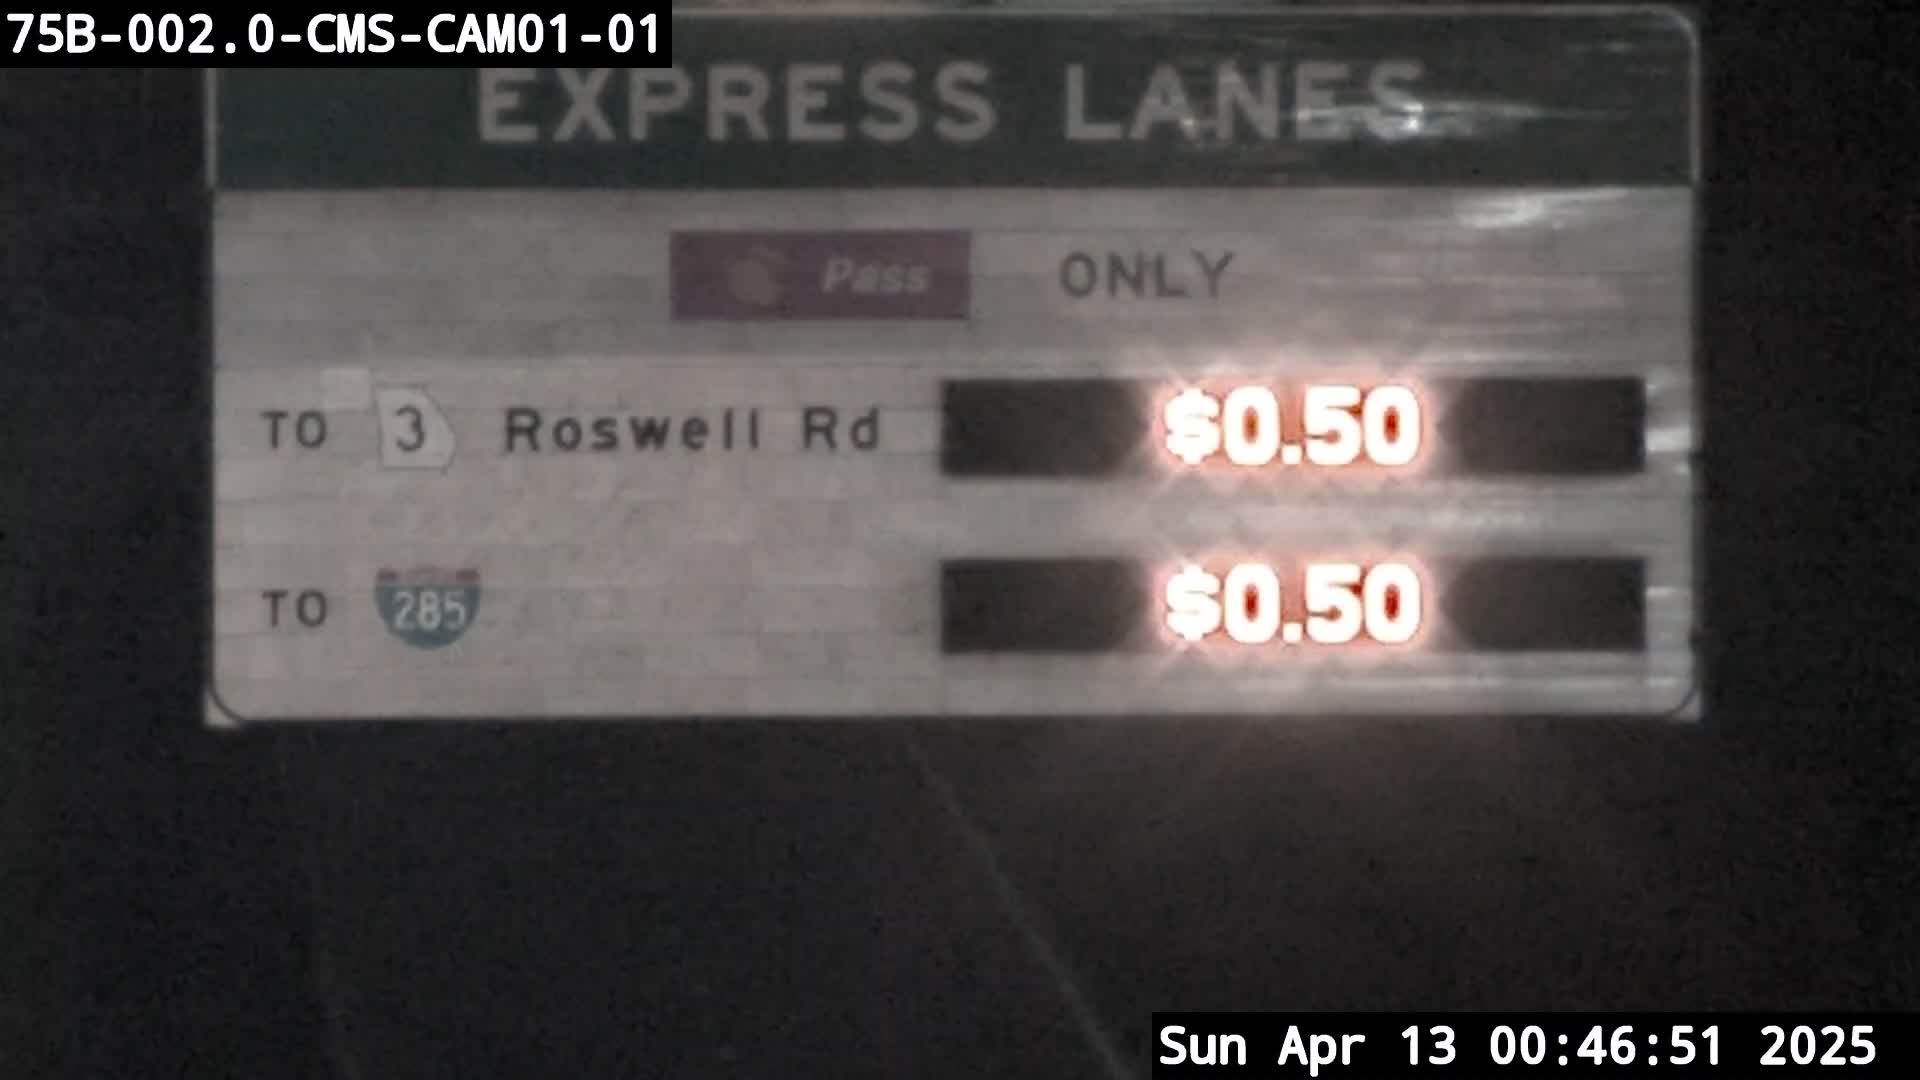 75B-002.0-CMS-CAM01-01
EXPRESS LANES
Pass ONLY
TO 3 Roswell Rd $0.50
TO 285 $0.50
Sun Apr 13 00:46:51 2025